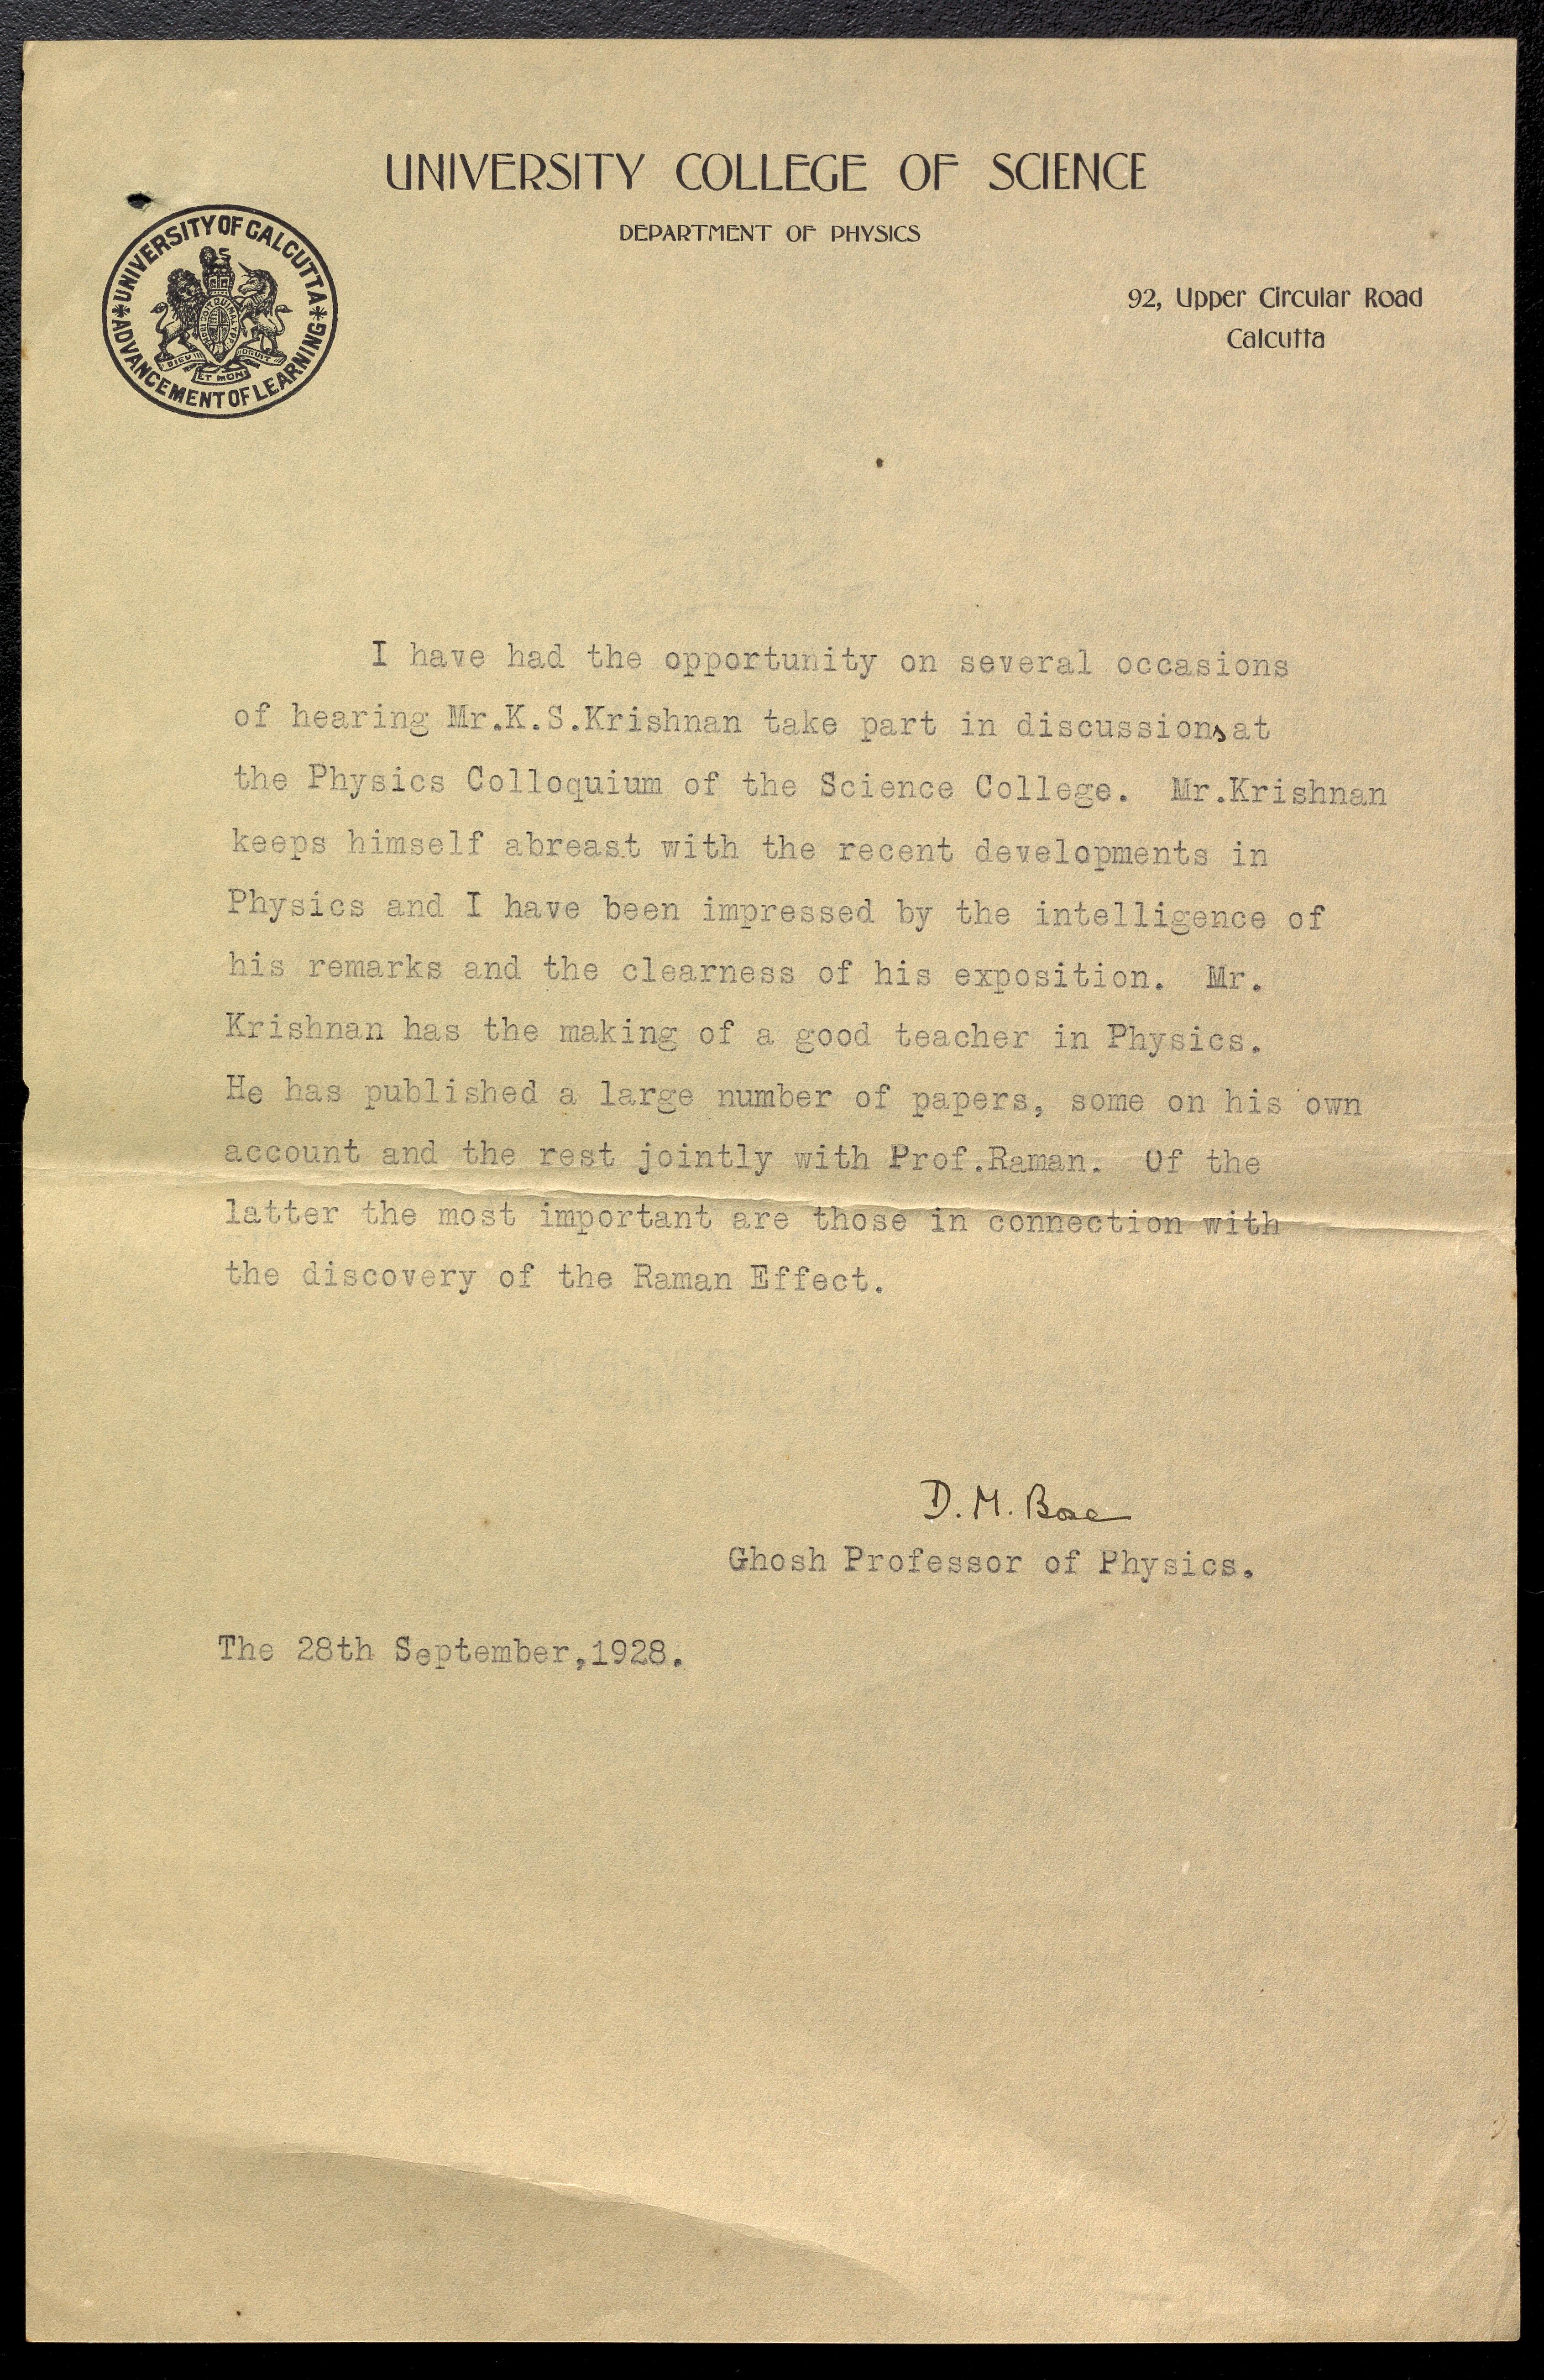 UNIVERSITY COLLEGE OF SCIENCE
DEPARTMENT OF PHYSICS
UNIVERSITY OF CALCUTTA
ADVANCEMENT OF LEARNING
DIEU ET MON DROIT
92, Upper Circular Road
Calcutta
I have had the opportunity on several occasions
of hearing Mr.K.S.Krishnan take part in discussions at
the Physics Colloquium of the Science College. Mr.Krishnan
keeps himself abreast with the recent developments in
Physics and I have been impressed by the intelligence of
his remarks and the clearness of his exposition. Mr.
Krishnan has the making of a good teacher in Physics.
He has published a large number of papers, some on his own
account and the rest jointly with Prof.Raman. Of the
latter the most important are those in connection with
the discovery of the Raman Effect.
D. M. Bose
Ghosh Professor of Physics.
The 28th September,1928.